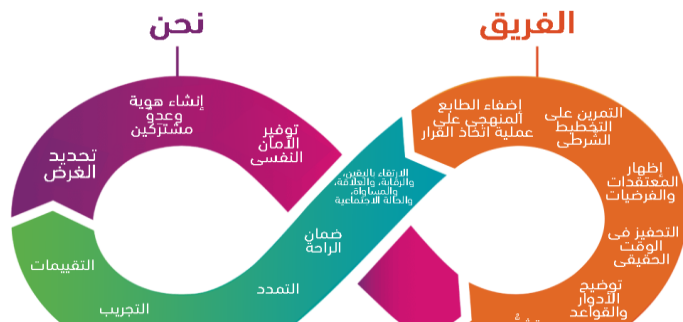 الفريق
نحن
إضفاء الطابع
المنهجي على
عملية اتخاذ القرار
التمرين على
التخطيط
الشرطي
إظهار
المعتقدات
والفرضيات
التحفيز في
الوقت
الحقيقي
توضيح
الأدوار
والقواعد
إنشاء هوية
وعدوّ
مشتركين
توفير
الأمان
النفسي
تحديد
الغرض
الارتقاء باليقين،
والرقابة، والعلاقة،
والمساواة،
والحالة الاجتماعية
ضمان
الراحة
التمدد
التجريب
التقييمات